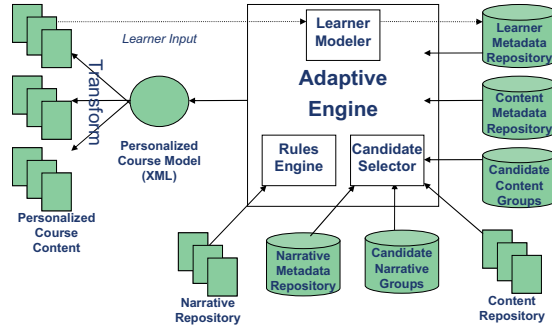 Learner Input
Learner
Modeler
Learner
Metadata
Repository
Transform
Adaptive
Engine
Content
Metadata
Repository
Personalized
Course Model
(XML)
Rules
Engine
Candidate
Selector
Candidate
Content
Groups
Personalized
Course
Content
Narrative
Repository
Narrative
Metadata
Repository
Candidate
Narrative
Groups
Content
Repository